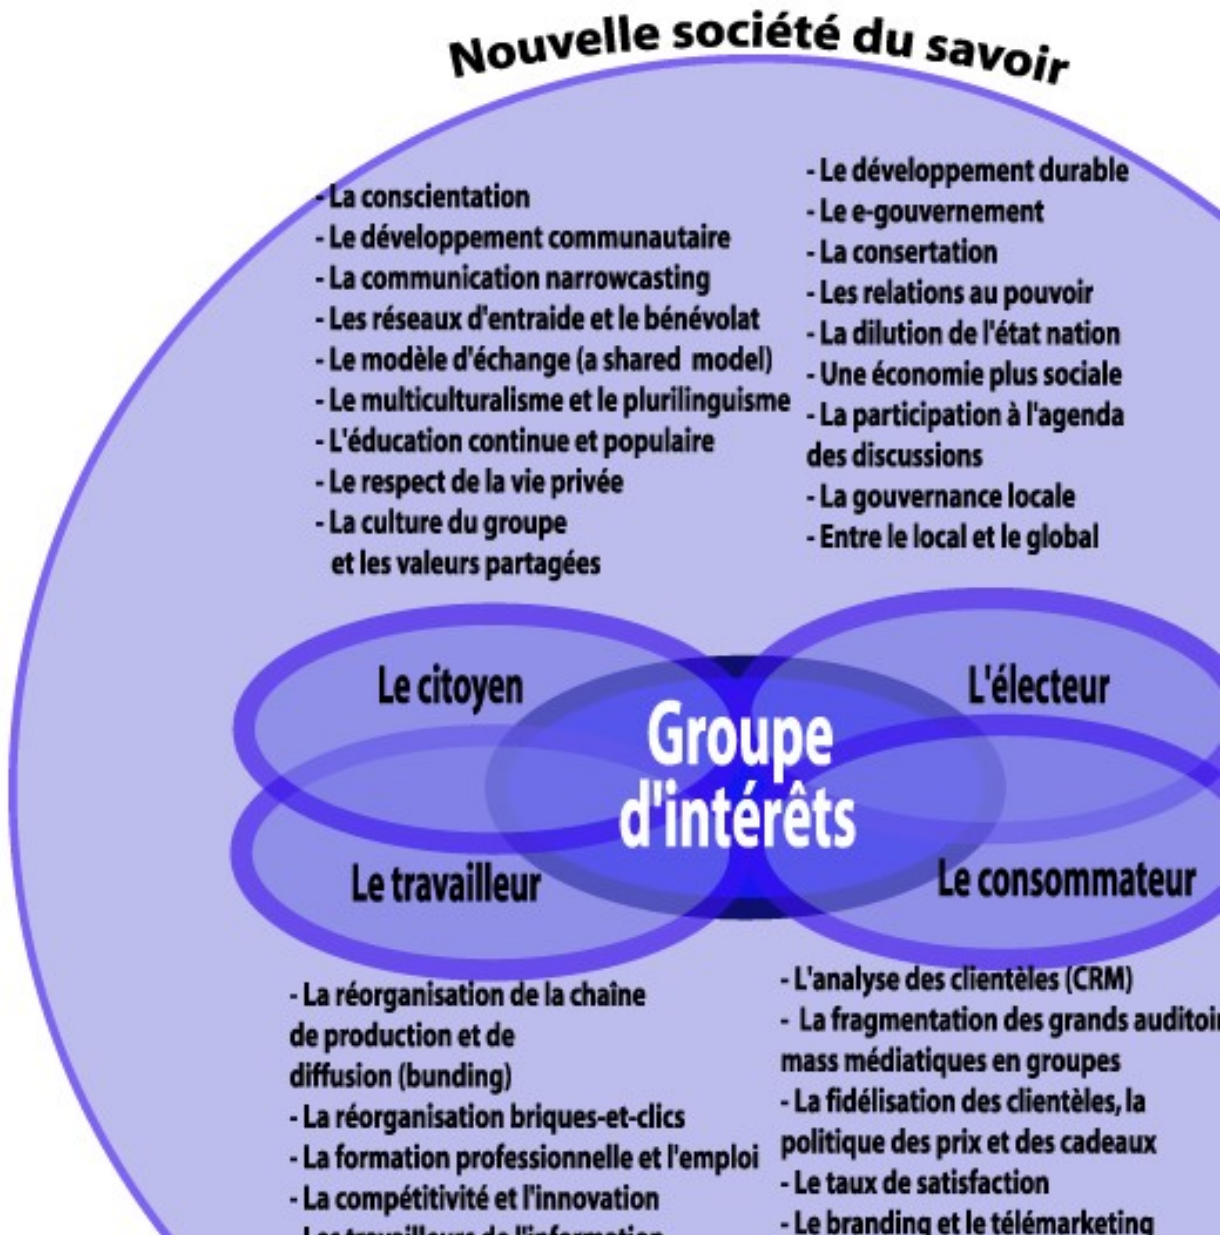 Nouvelle société du savoir
- La conscientation
- Le développement communautaire
- La communication narrowcasting
- Les réseaux d'entraide et le bénévolat
- Le modèle d'échange (a shared model)
- Le multiculturalisme et le plurilinguisme
- L'éducation continue et populaire
- Le respect de la vie privée
- La culture du groupe
et les valeurs partagées
- Le développement durable
- Le e-gouvernement
- La consertation
- Les relations au pouvoir
- La dilution de l'état nation
- Une économie plus sociale
- La participation à l'agenda
des discussions
- La gouvernance locale
- Entre le local et le global
Le citoyen
L'électeur
Groupe
d'intérêts
Le travailleur
Le consommateur
- La réorganisation de la chaîne
de production et de
diffusion (bunding)
- La réorganisation briques-et-clics
- La formation professionnelle et l'emploi
- La compétitivité et l'innovation
- Les travailleurs de l'information
- L'analyse des clientèles (CRM)
- La fragmentation des grands
mass médiatiques en groupes
- La fidélisation des clientèles, la
politique des prix et des cadeaux
- Le taux de satisfaction
- Le branding et le télémarketing